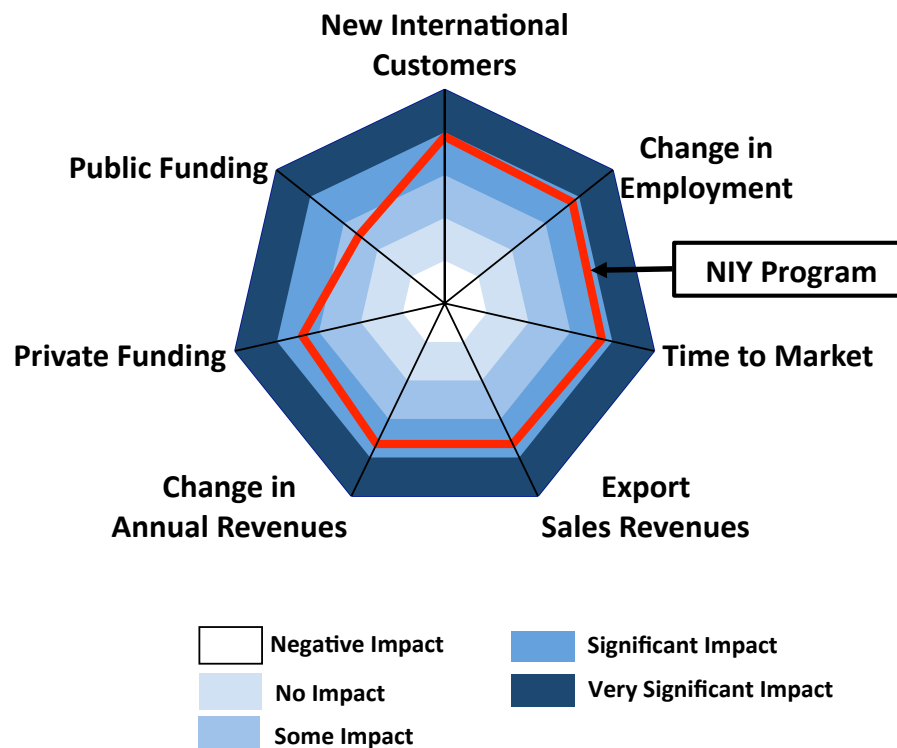 New International
Customers
Public Funding
Change in
Employment
NIY Program
Private Funding
Time to Market
Change in
Annual Revenues
Export
Sales Revenues
Negative Impact
No Impact
Some Impact
Significant Impact
Very Significant Impact